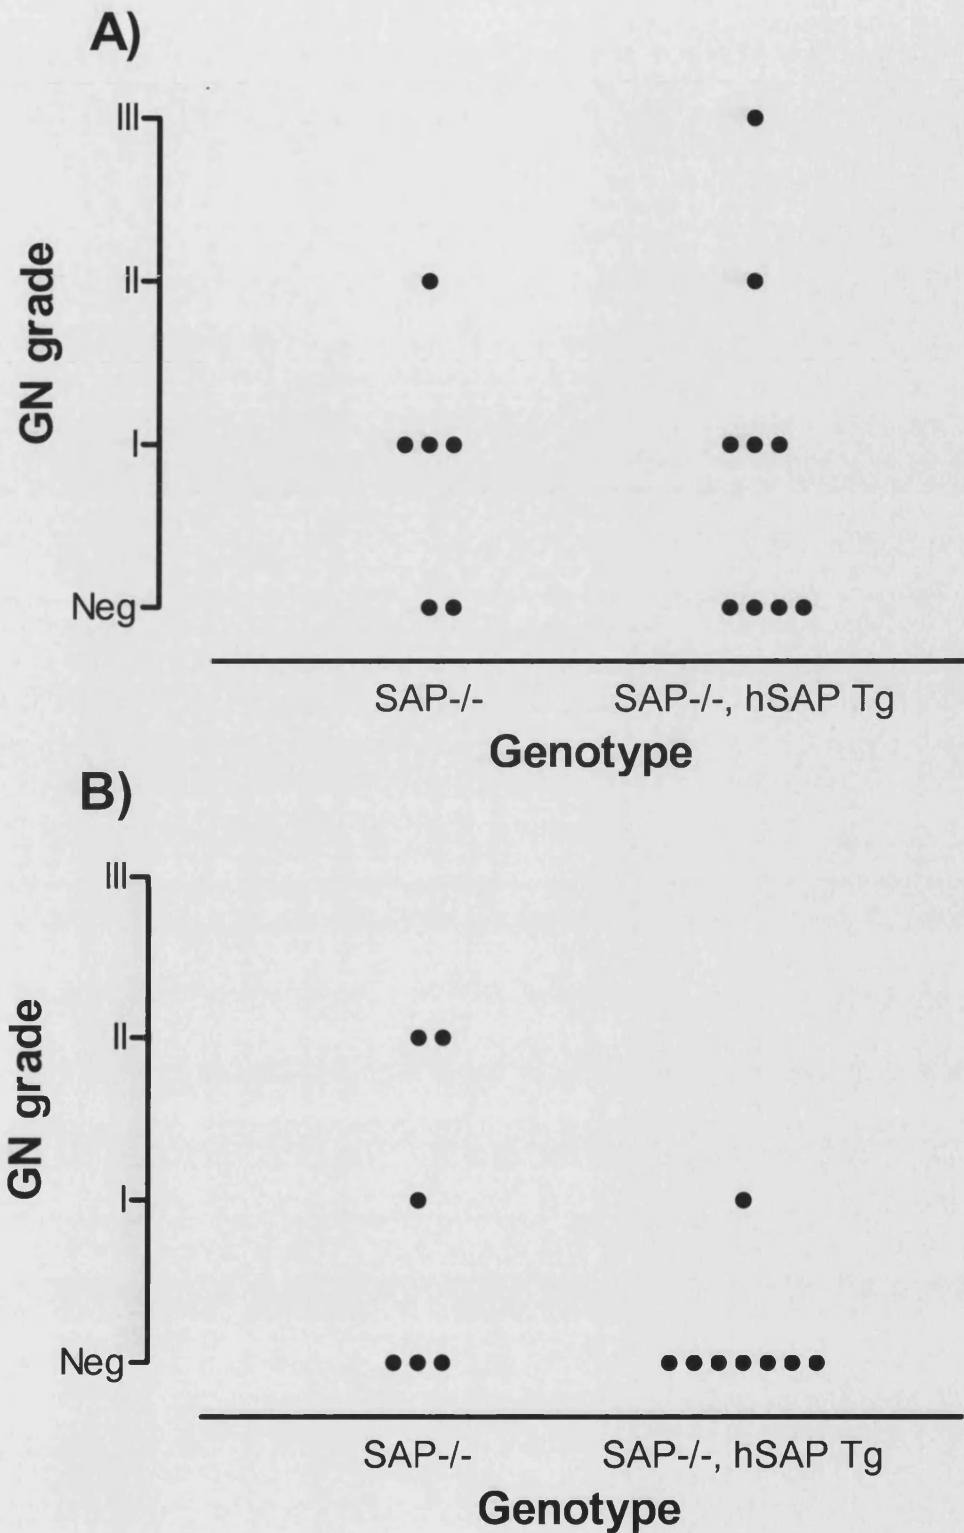 A)
III
II
I
Neg
GN grade
SAP-/-
SAP-/-, hSAP Tg
Genotype
B)
III
II
I
Neg
GN grade
SAP-/-
SAP-/-, hSAP Tg
Genotype